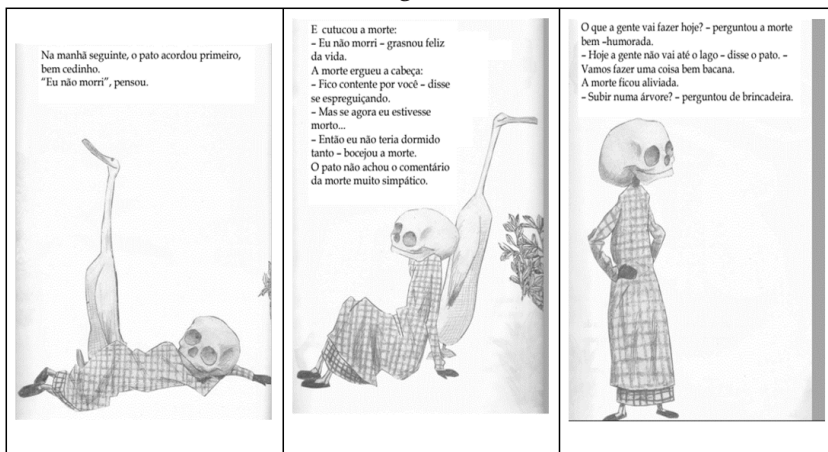 Na manhã seguinte, o pato acordou primeiro,
bem cedinho.
“Eu não morri”, pensou.
E cutucou a morte:
– Eu não morri – grasnou feliz
da vida.
A morte ergueu a cabeça:
– Fico contente por você – disse
se espreguiçando.
– Mas se agora eu estivesse
morto...
– Então eu não teria dormido
tanto – bocejou a morte.
O pato não achou o comentário
da morte muito simpático.
O que a gente vai fazer hoje? – perguntou a morte
bem –humorada.
– Hoje a gente não vai até o lago – disse o pato. –
Vamos fazer uma coisa bem bacana.
A morte ficou aliviada.
– Subir numa árvore? – perguntou de brincadeira.